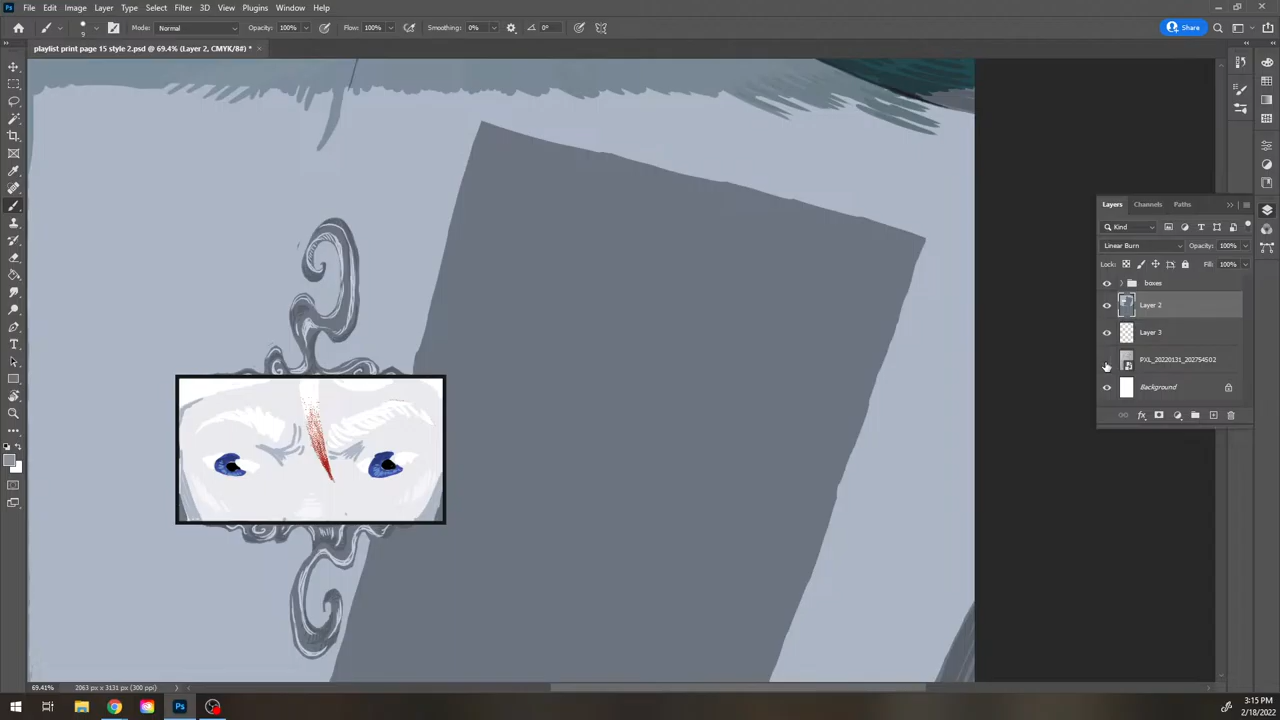 File Edit Image Layer Type Select Filter 3D View Plugins Window Help
9 Mode: Normal Opacity: 100% Flow: 100% Smoothing: 0% 0° Share
playlist print page 15 style 2.psd @ 69.4% (Layer 2, CMYK/8#) *
Layers Channels Paths
Kind
Linear Burn Opacity: 100%
Lock: Fill: 100%
boxes
Layer 2
Layer 3
PXL_20220131_202754502
Background
69.41% 2063 px x 3131 px (300 ppi)
3:15 PM
2/18/2022